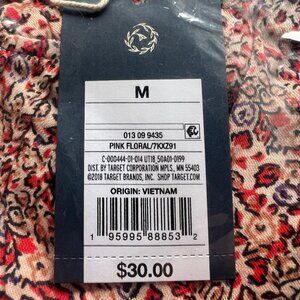 M
013 09 9435
PINK FLORAL/7KXZ91
C-000444-01-014 UT18_50A01-0199
DIST. BY TARGET CORPORATION MPLS, MN 55403
©2018 TARGET BRANDS, INC. SHOP TARGET.COM
ORIGIN: VIETNAM
1 95995 88853 2
$30.00